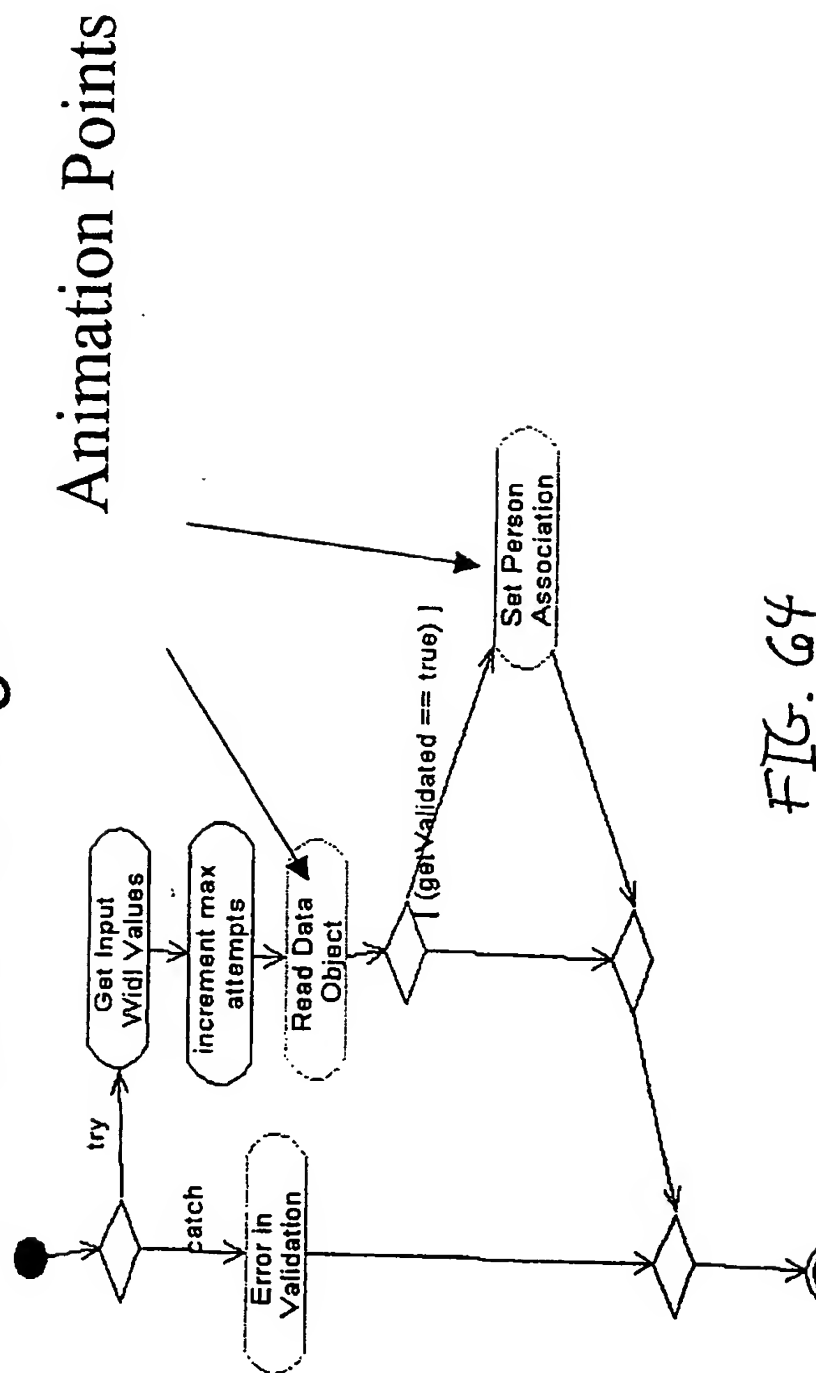 Animation Points
try
catch
Get Input
Widl Values
increment max
attempts
Read Data
Object
[ (getValidated == true) ]
Set Person
Association
Error in
Validation
FIG. 64